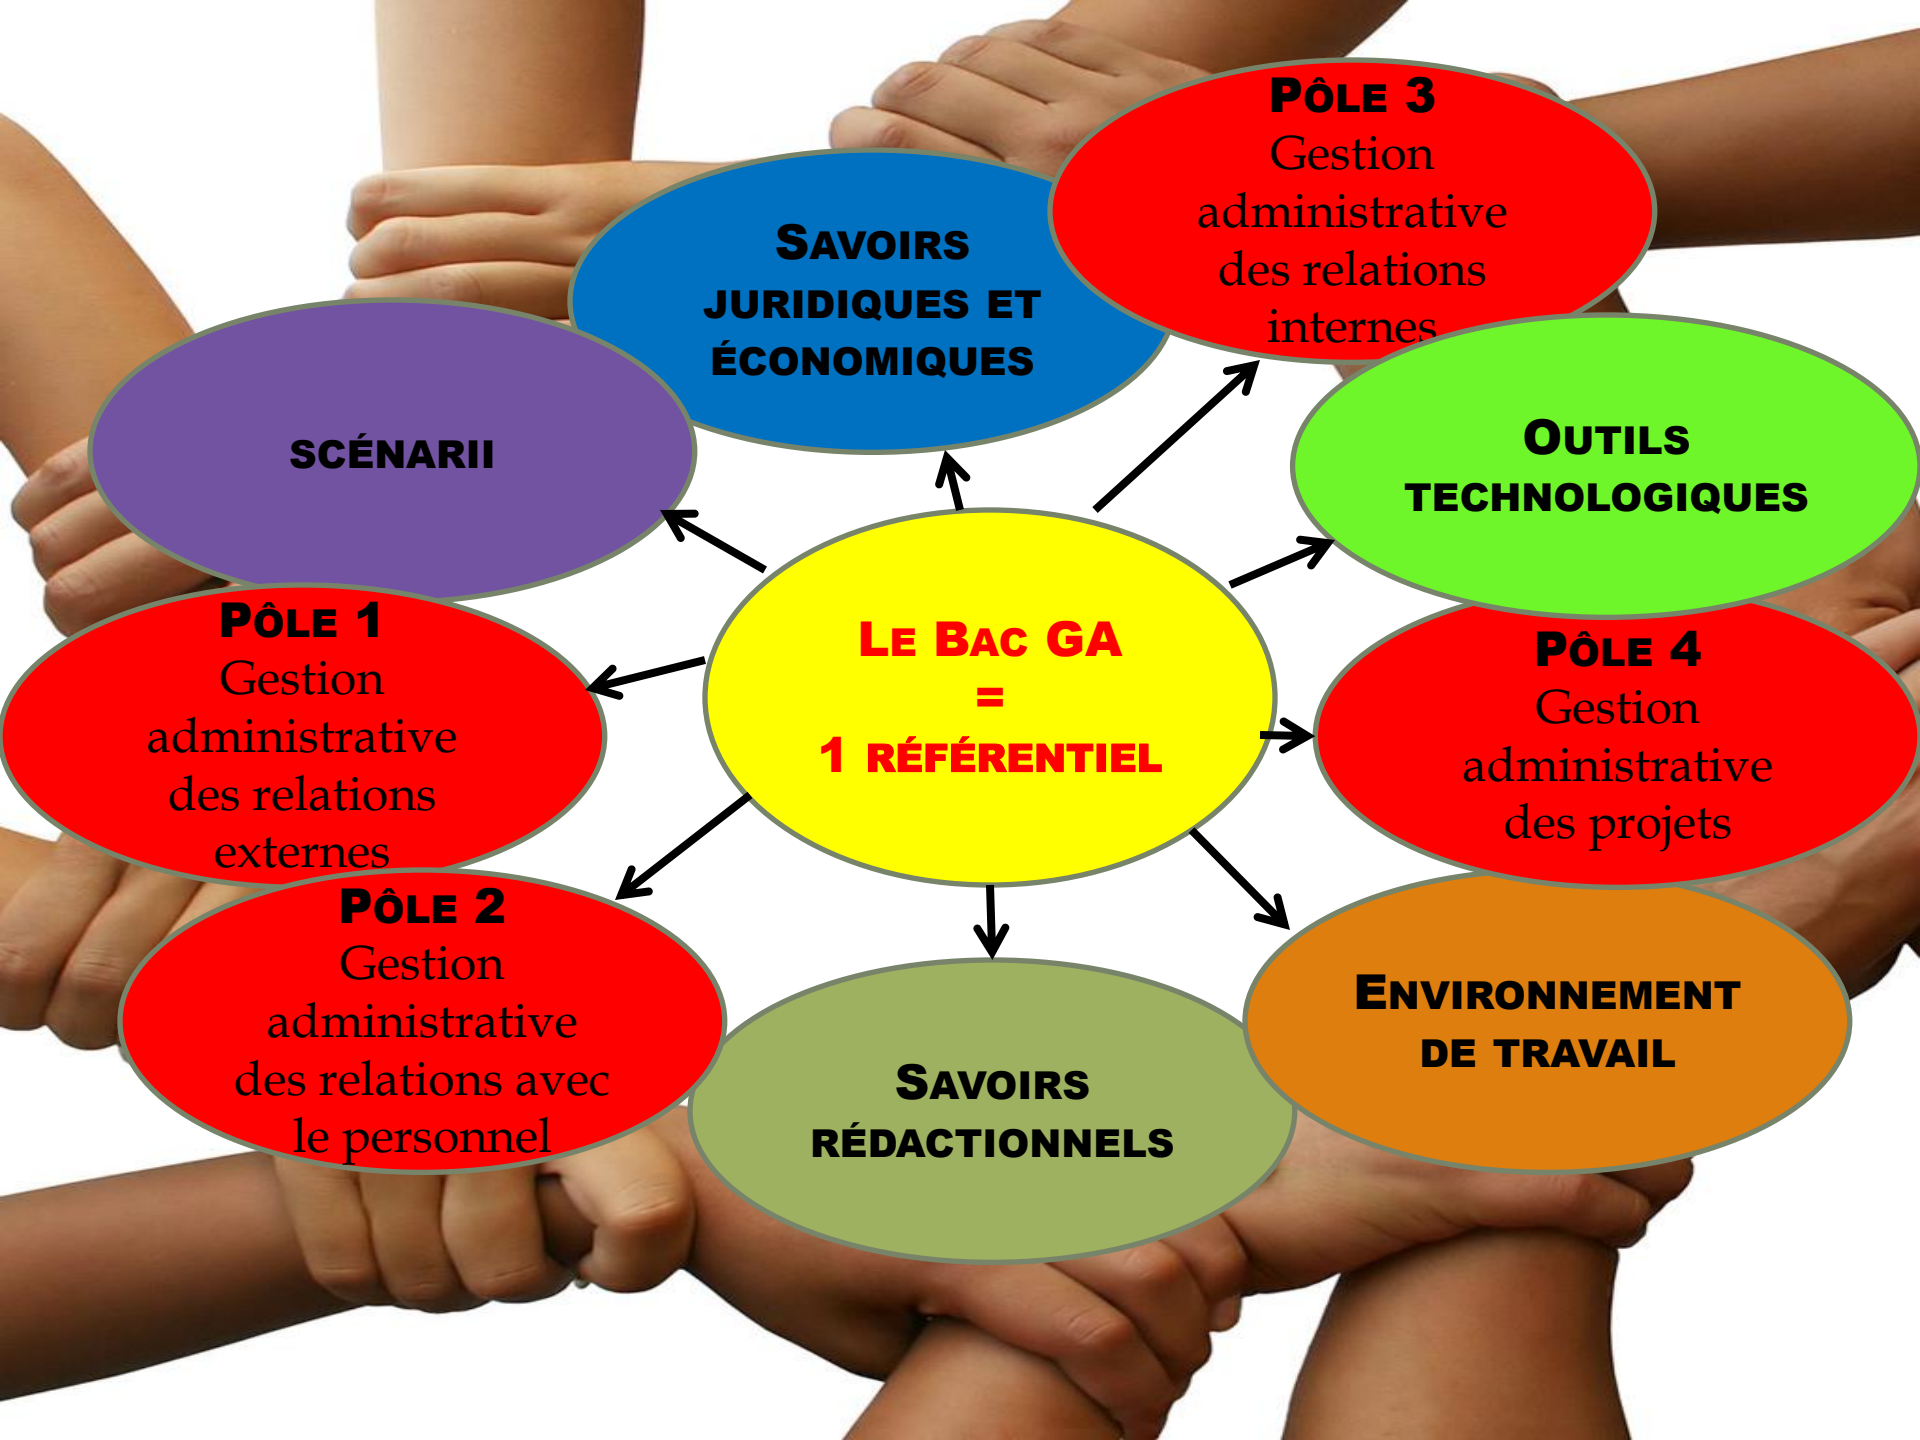 PÔLE 3
Gestion
administrative
des relations
internes
SAVOIRS
JURIDIQUES ET
ÉCONOMIQUES
SCÉNARII
OUTILS
TECHNOLOGIQUES
PÔLE 1
Gestion
administrative
des relations
externes
LE BAC GA
=
1 RÉFÉRENTIEL
PÔLE 4
Gestion
administrative
des projets
PÔLE 2
Gestion
administrative
des relations avec
le personnel
SAVOIRS
RÉDACTIONNELS
ENVIRONNEMENT
DE TRAVAIL